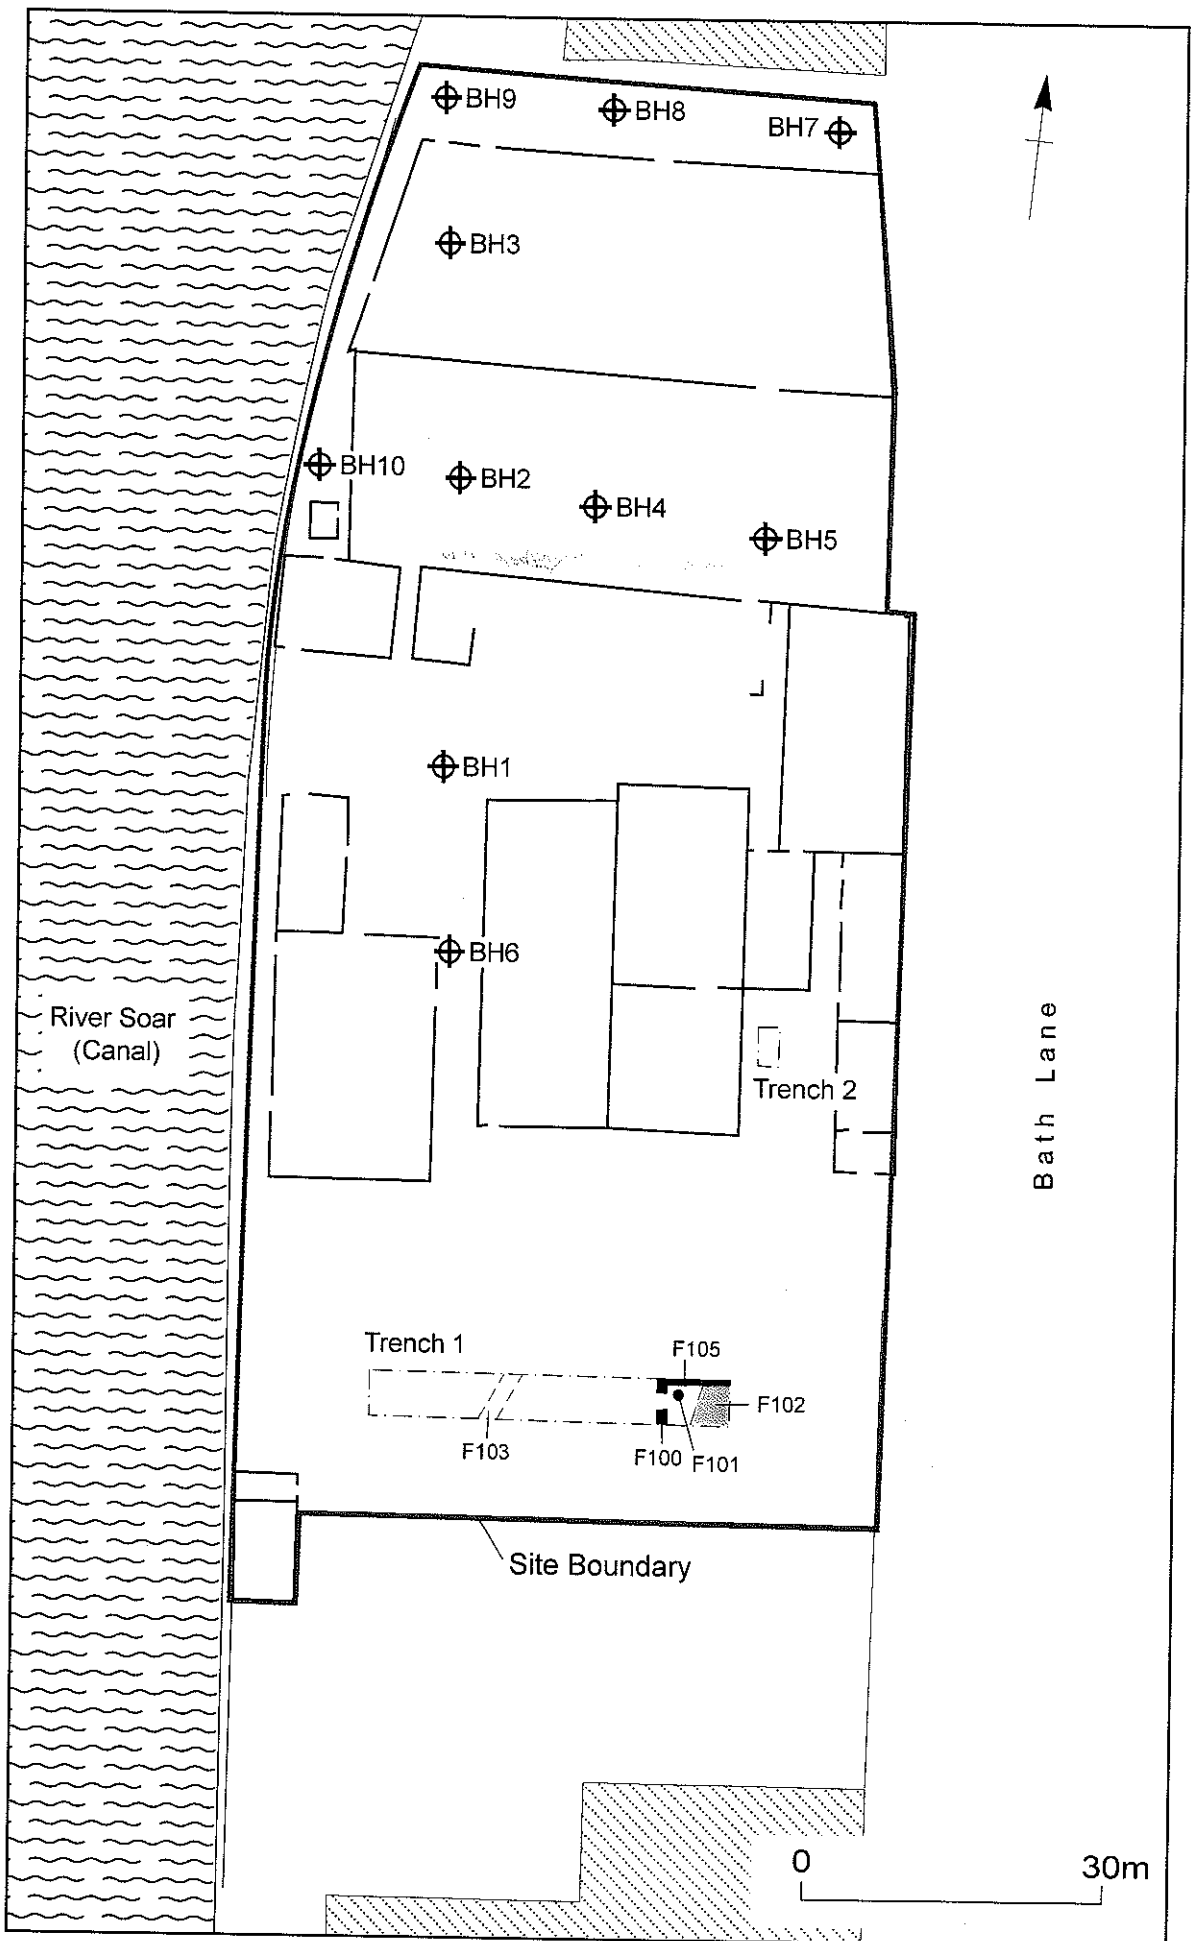 BH9
BH8
BH7
BH3
BH10
BH2
BH4
BH5
BH1
BH6
River Soar
(Canal)
Trench 2
Bath Lane
Trench 1
F105
F102
F103
F100
F101
Site Boundary
0
30m